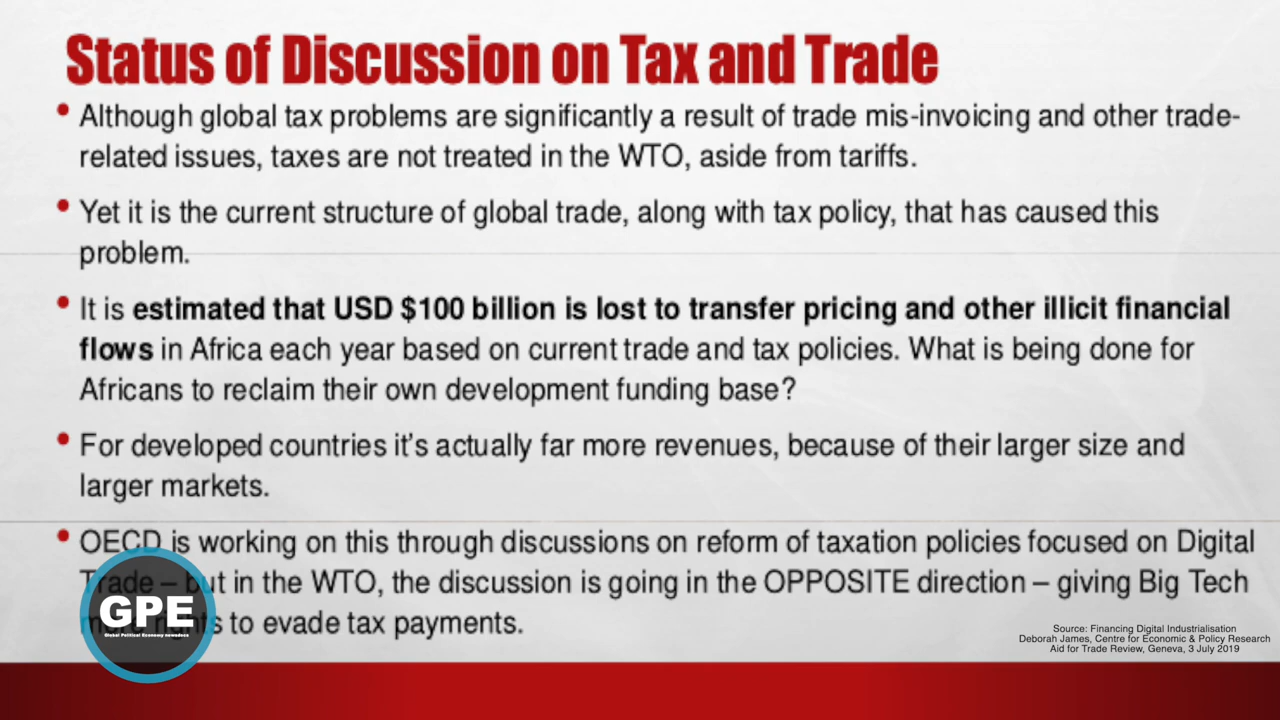 Status of Discussion on Tax and Trade
• Although global tax problems are significantly a result of trade mis-invoicing and other trade-
related issues, taxes are not treated in the WTO, aside from tariffs.
• Yet it is the current structure of global trade, along with tax policy, that has caused this
problem.
• It is estimated that USD $100 billion is lost to transfer pricing and other illicit financial
flows in Africa each year based on current trade and tax policies. What is being done for
Africans to reclaim their own development funding base?
• For developed countries it's actually far more revenues, because of their larger size and
larger markets.
• OECD is working on this through discussions on reform of taxation policies focused on Digital
Trade – but in the WTO, the discussion is going in the OPPOSITE direction – giving Big Tech
more rights to evade tax payments.
GPE
Global Political Economy newsdocs
Source: Financing Digital Industrialisation
Deborah James, Centre for Economic & Policy Research
Aid for Trade Review, Geneva, 3 July 2019